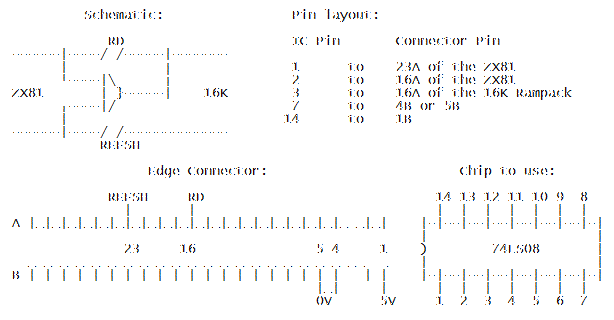 Schematic: Pin layout:
RD IC Pin Connector Pin
1 to 23A of the ZX81
2 to 16A of the ZX81
ZX81 16K 3 to 16A of the 16K Rampack
7 to 4B or 5B
14 to 1B
REFSH
Edge Connector: Chip to use:
REFSH RD 14 13 12 11 10 9 8
A
23 16 5 4 1 74LS08
B
0V 5V 1 2 3 4 5 6 7